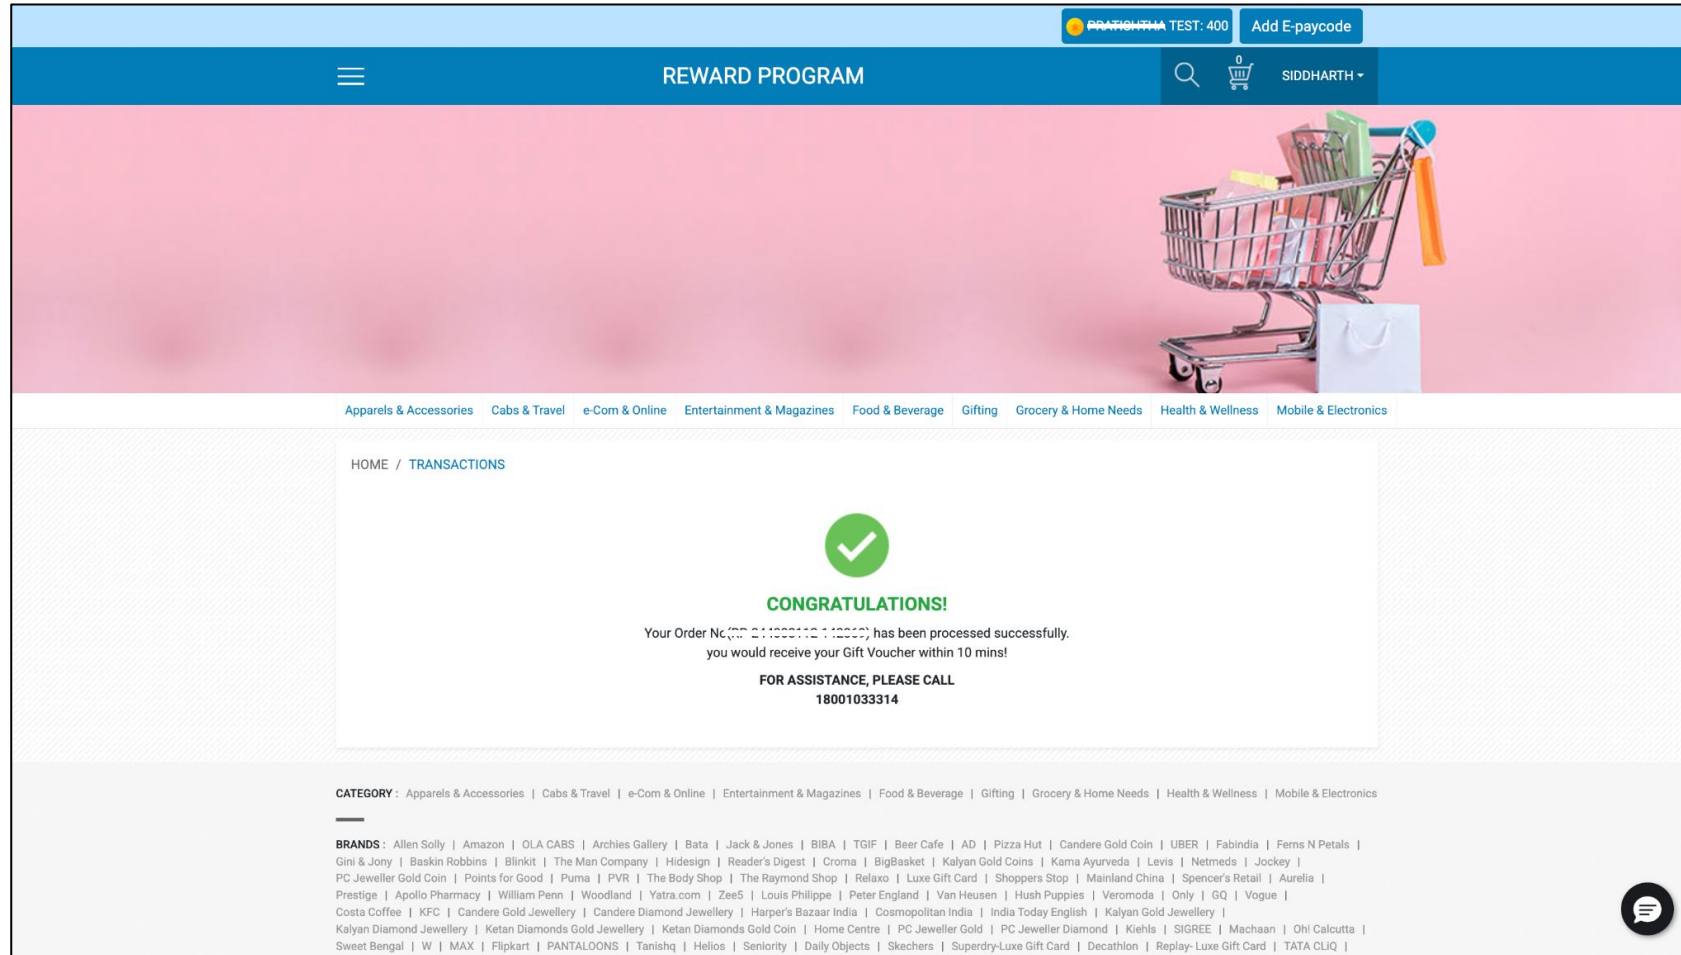 TEST: 400
Add E-paycode
REWARD PROGRAM
0
SIDDHARTH
Apparels & Accessories Cabs & Travel e-Com & Online Entertainment & Magazines Food & Beverage Gifting Grocery & Home Needs Health & Wellness Mobile & Electronics
HOME / TRANSACTIONS
CONGRATULATIONS!
Your Order No has been processed successfully.
you would receive your Gift Voucher within 10 mins!
FOR ASSISTANCE, PLEASE CALL
18001033314
CATEGORY : Apparels & Accessories | Cabs & Travel | e-Com & Online | Entertainment & Magazines | Food & Beverage | Gifting | Grocery & Home Needs | Health & Wellness | Mobile & Electronics
BRANDS : Allen Solly | Amazon | OLA CABS | Archies Gallery | Bata | Jack & Jones | BIBA | TGIF | Beer Cafe | AD | Pizza Hut | Candere Gold Coin | UBER | Fabindia | Ferns N Petals |
Gini & Jony | Baskin Robbins | Blinkit | The Man Company | Hidesign | Reader's Digest | Croma | BigBasket | Kalyan Gold Coins | Kama Ayurveda | Levis | Netmeds | Jockey |
PC Jeweller Gold Coin | Points for Good | Puma | PVR | The Body Shop | The Raymond Shop | Relaxo | Luxe Gift Card | Shoppers Stop | Mainland China | Spencer's Retail | Aurelia |
Prestige | Apollo Pharmacy | William Penn | Woodland | Yatra.com | Zee5 | Louis Philippe | Peter England | Van Heusen | Hush Puppies | Veromoda | Only | GQ | Vogue |
Costa Coffee | KFC | Candere Gold Jewellery | Candere Diamond Jewellery | Harper's Bazaar India | Cosmopolitan India | India Today English | Kalyan Gold Jewellery |
Kalyan Diamond Jewellery | Ketan Diamonds Gold Jewellery | Ketan Diamonds Gold Coin | Home Centre | PC Jeweller Gold | PC Jeweller Diamond | Kiehls | SIGREE | Machaan | Oh! Calcutta |
Sweet Bengal | W | MAX | Flipkart | PANTALOONS | Tanishq | Helios | Seniority | Daily Objects | Skechers | Superdry-Luxe Gift Card | Decathlon | Replay- Luxe Gift Card | TATA CLiQ |